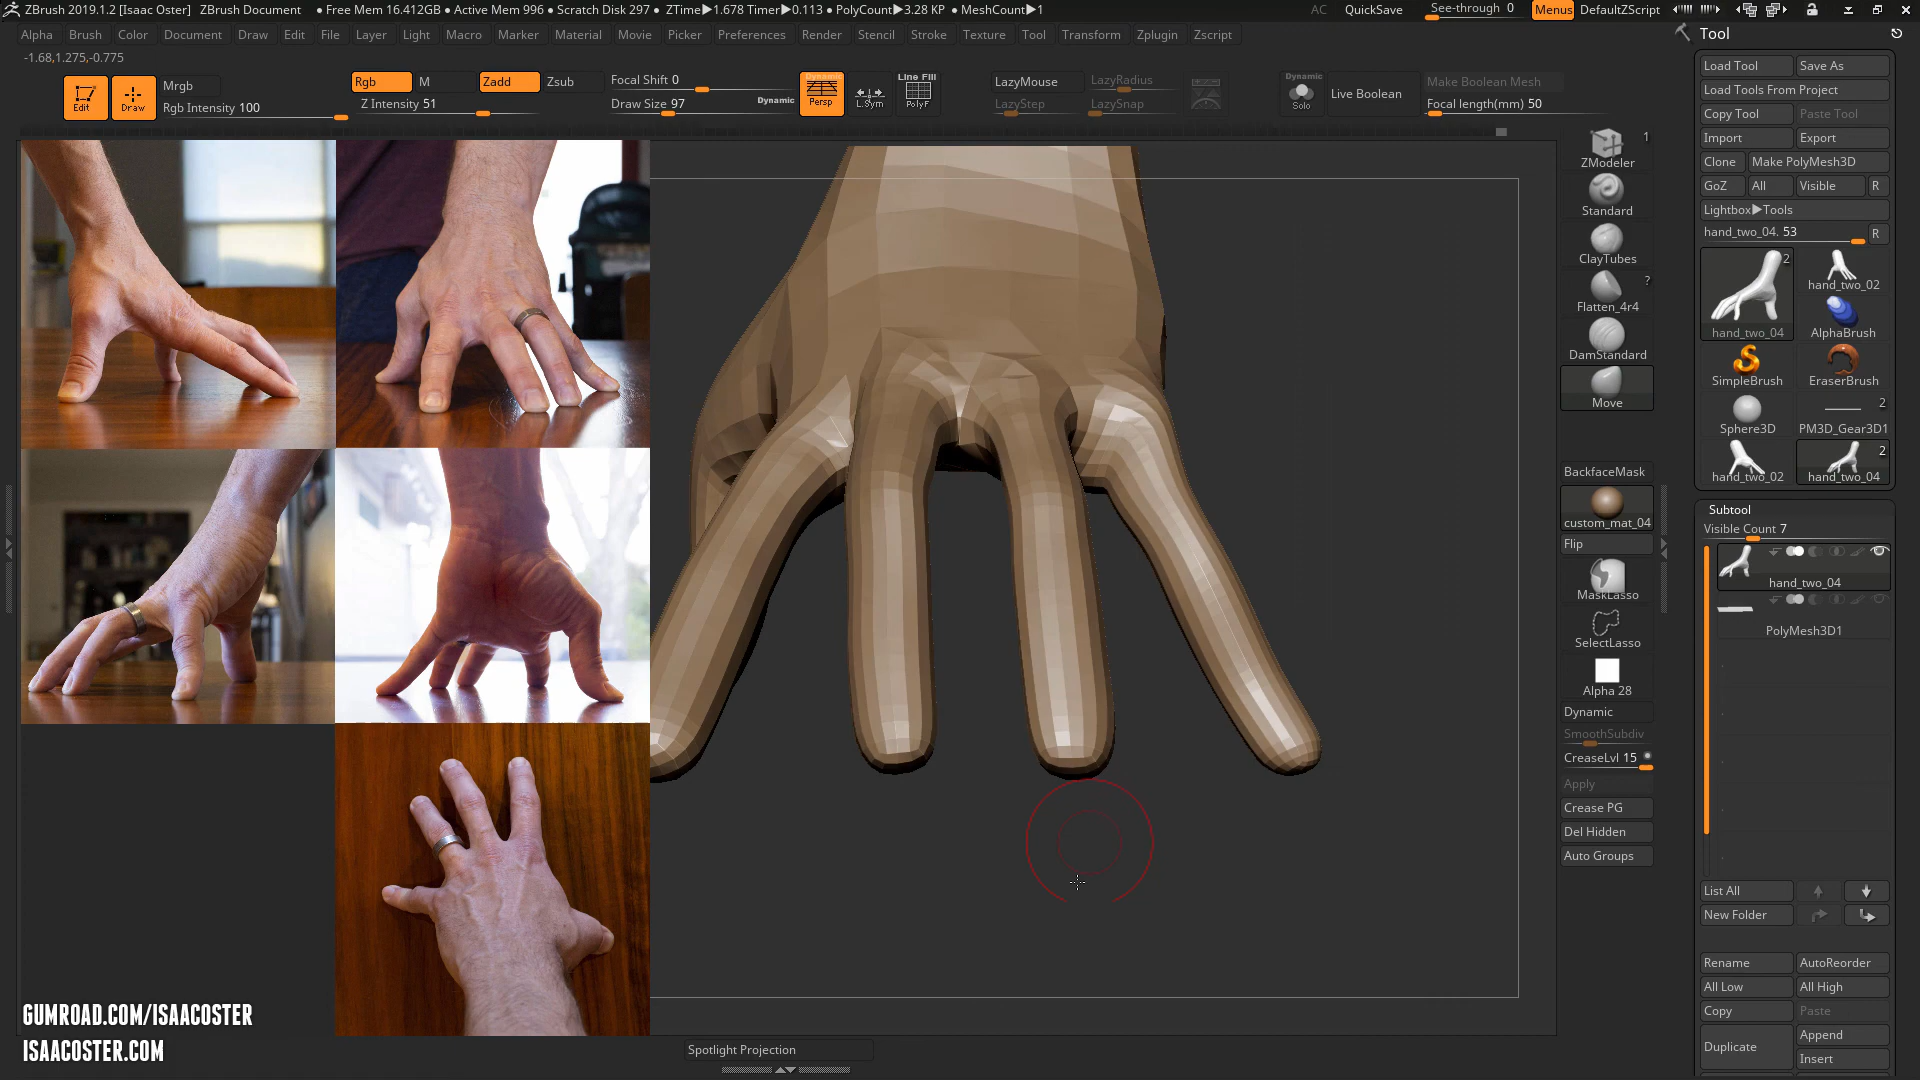 ZBrush 2019.1.2 [Isaac Oster] ZBrush Document • Free Mem 16.412GB • Active Mem 996 • Scratch Disk 297 • ZTime▶1.678 Timer▶0.113 • PolyCount▶3.28 KP • MeshCount▶1 AC QuickSave See-through 0 Menus DefaultZScript
Alpha Brush Color Document Draw Edit File Layer Light Macro Marker Material Movie Picker Preferences Render Stencil Stroke Texture Tool Transform Zplugin Zscript
-1.68,1.275,-0.775
Edit
Draw
Mrgb
Rgb Intensity 100
Rgb
M
Zadd
Zsub
Z Intensity 51
Focal Shift 0
Draw Size 97
Dynamic
Dynamic
Persp
L.Sym
Line Fill
PolyF
LazyMouse
LazyRadius
LazyStep
LazySnap
Dynamic
Solo
Live Boolean
Make Boolean Mesh
Focal length(mm) 50
1
ZModeler
Standard
ClayTubes
?
Flatten_4r4
DamStandard
Move
BackfaceMask
custom_mat_04
Flip
MaskLasso
SelectLasso
Alpha 28
Dynamic
SmoothSubdiv
CreaseLvl 15
Apply
Crease PG
Del Hidden
Auto Groups
Tool
Load Tool Save As
Load Tools From Project
Copy Tool Paste Tool
Import Export
Clone Make PolyMesh3D
GoZ All Visible R
Lightbox▶Tools
hand_two_04. 53 R
2
hand_two_04
hand_two_02
AlphaBrush
SimpleBrush EraserBrush
2
Sphere3D PM3D_Gear3D1
2
hand_two_02 hand_two_04
Subtool
Visible Count 7
hand_two_04
PolyMesh3D1
List All
New Folder
Rename AutoReorder
All Low All High
Copy Paste
Duplicate
Append
Insert
GUMROAD.COM/ISAACOSTER
ISAACOSTER.COM
Spotlight Projection